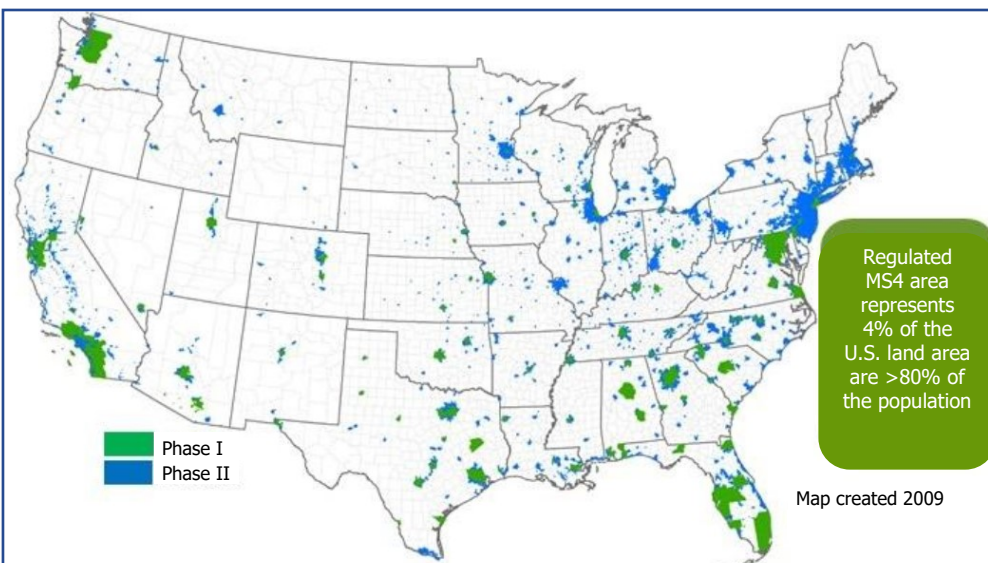 Regulated
MS4 area
represents
4% of the
U.S. land area
are >80% of
the population
Phase I
Phase II
Map created 2009